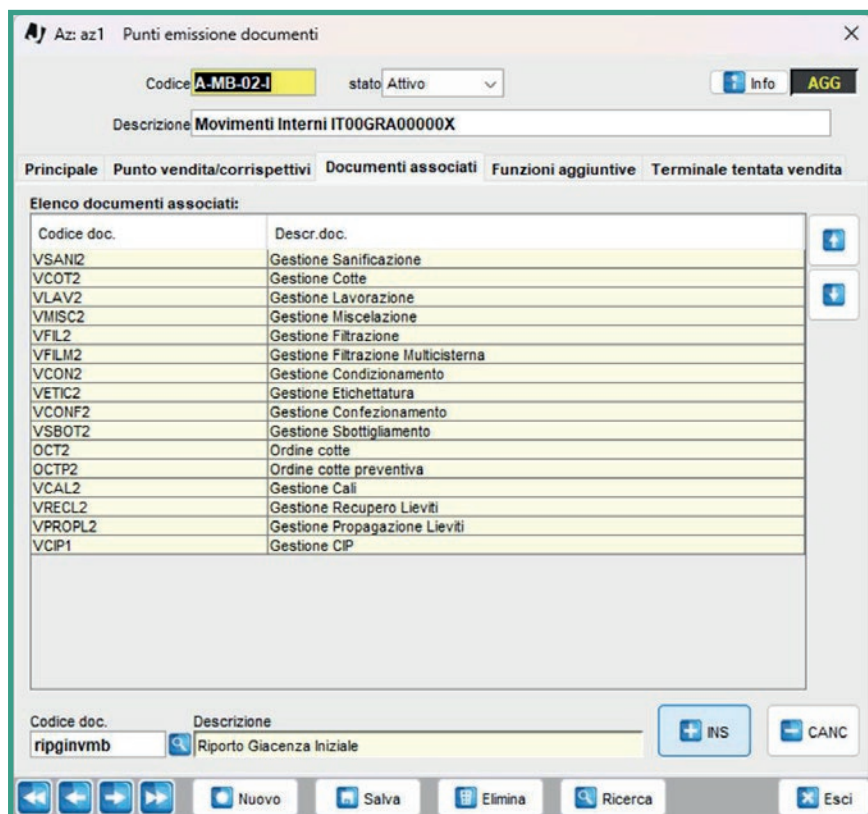 Az: az1 Punti emissione documenti
Codice A-MB-02-I stato Attivo Info AGG
Descrizione Movimenti Interni IT00GRA00000X
Principale Punto vendita/corrispettivi Documenti associati Funzioni aggiuntive Terminale tentata vendita
Elenco documenti associati:
Codice doc. Descr.doc.
VSANI2 Gestione Sanificazione
VCOT2 Gestione Cotte
VLAV2 Gestione Lavorazione
VMISC2 Gestione Miscelazione
VFIL2 Gestione Filtrazione
VFILM2 Gestione Filtrazione Multicisterna
VCON2 Gestione Condizionamento
VETIC2 Gestione Etichettatura
VCONF2 Gestione Confezionamento
VSBOT2 Gestione Sbottigliamento
OCT2 Ordine cotte
OCTP2 Ordine cotte preventiva
VCAL2 Gestione Cali
VRECL2 Gestione Recupero Lieviti
VPROPL2 Gestione Propagazione Lieviti
VCIP1 Gestione CIP
Codice doc. Descrizione
ripginvmb Riporto Giacenza Iniziale INS CANC
Nuovo Salva Elimina Ricerca Esci